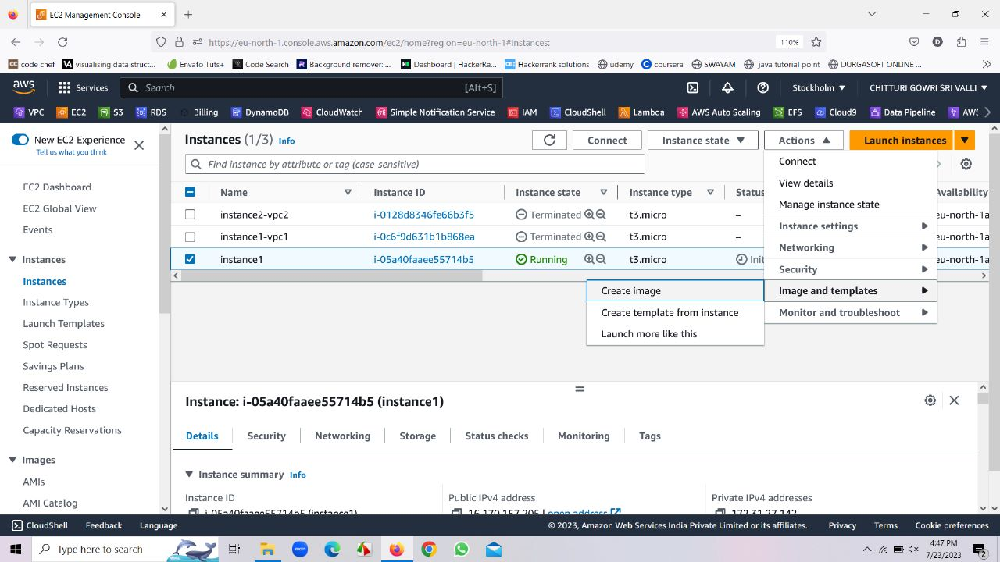 EC2 Management Console
https://eu-north-1.console.aws.amazon.com/ec2/home?region=eu-north-1#Instances:
110%
code chef
visualising data struct...
Envato Tuts+
Code Search
Background remover: ...
Dashboard | HackerRa...
Hackerrank solutions
udemy
coursera
SWAYAM
java tutorial point
DURGASOFT ONLINE ...
aws
Services
Search
[Alt+S]
Stockholm
CHITTURI GOWRI SRI VALLI
VPC
EC2
S3
RDS
Billing
DynamoDB
CloudWatch
Simple Notification Service
IAM
CloudShell
Lambda
AWS Auto Scaling
EFS
Cloud9
Data Pipeline
AWS
New EC2 Experience
Tell us what you think
EC2 Dashboard
EC2 Global View
Events
Instances
Instances
Instance Types
Launch Templates
Spot Requests
Savings Plans
Reserved Instances
Dedicated Hosts
Capacity Reservations
Images
AMIs
AMI Catalog
Instances (1/3) Info
Connect
Instance state
Actions
Launch instances
Find instance by attribute or tag (case-sensitive)
Name
Instance ID
Instance state
Instance type
Status
Availability
instance2-vpc2 i-0128d8346fe66b3f5 Terminated t3.micro – eu-north-1a
instance1-vpc1 i-0c6f9d631b1b868ea Terminated t3.micro – eu-north-1a
instance1 i-05a40faaee55714b5 Running t3.micro Init eu-north-1a
Connect
View details
Manage instance state
Instance settings
Networking
Security
Image and templates
Monitor and troubleshoot
Create image
Create template from instance
Launch more like this
Instance: i-05a40faaee55714b5 (instance1)
Details
Security
Networking
Storage
Status checks
Monitoring
Tags
Instance summary Info
Instance ID
Public IPv4 address
Private IPv4 addresses
i-05a40faaee55714b5 (instance1)
16.170.157.205 | open address
172.31.27.142
CloudShell
Feedback
Language
© 2023, Amazon Web Services India Private Limited or its affiliates.
Privacy
Terms
Cookie preferences
Type here to search
zoom
4:47 PM
7/23/2023
2